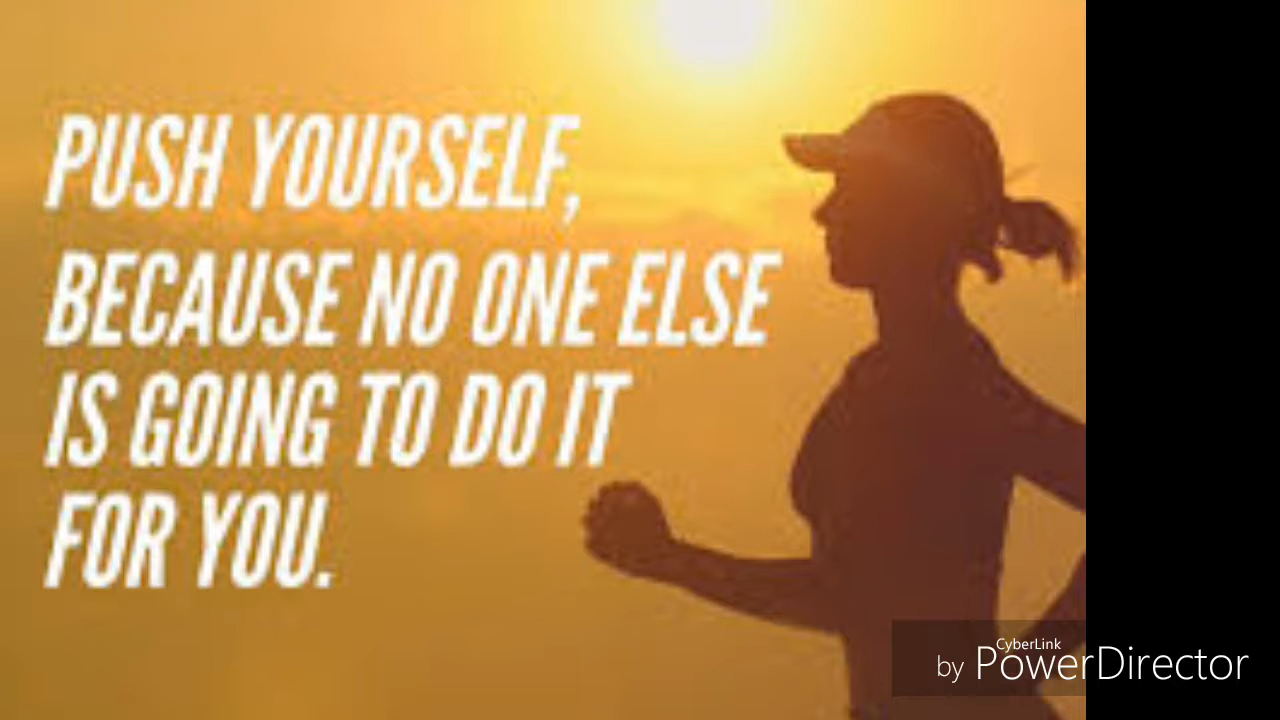 PUSH YOURSELF,
BECAUSE NO ONE ELSE
IS GOING TO DO IT
FOR YOU.
CyberLink
by PowerDirector